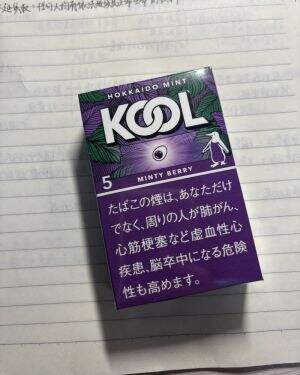 HOKKAIDO MINT
KOOL
5
MINTY BERRY
たばこの煙は、あなただけ
でなく、周りの人が肺がん、
心筋梗塞など虚血性心
疾患、脳卒中になる危険
性も高めます。